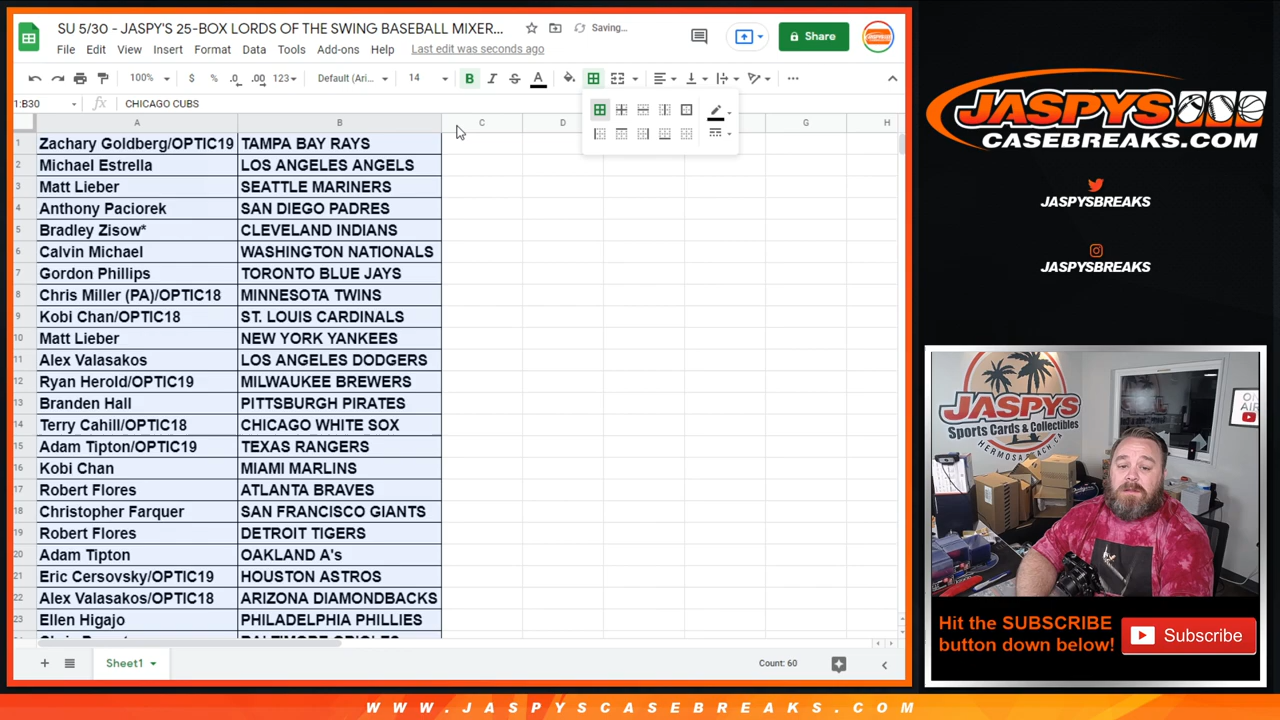 SU 5/30 - JASPY'S 25-BOX LORDS OF THE SWING BASEBALL MIXER...
Saving...
Share
File Edit View Insert Format Data Tools Add-ons Help Last edit was seconds ago
100% $ % .0 .00 123 Default (Ari... 14 B I S A
1:B30 fx CHICAGO CUBS
A B C D G H
1 Zachary Goldberg/OPTIC19 TAMPA BAY RAYS
2 Michael Estrella LOS ANGELES ANGELS
3 Matt Lieber SEATTLE MARINERS
4 Anthony Paciorek SAN DIEGO PADRES
5 Bradley Zisow* CLEVELAND INDIANS
6 Calvin Michael WASHINGTON NATIONALS
7 Gordon Phillips TORONTO BLUE JAYS
8 Chris Miller (PA)/OPTIC18 MINNESOTA TWINS
9 Kobi Chan/OPTIC18 ST. LOUIS CARDINALS
10 Matt Lieber NEW YORK YANKEES
11 Alex Valasakos LOS ANGELES DODGERS
12 Ryan Herold/OPTIC19 MILWAUKEE BREWERS
13 Branden Hall PITTSBURGH PIRATES
14 Terry Cahill/OPTIC18 CHICAGO WHITE SOX
15 Adam Tipton/OPTIC19 TEXAS RANGERS
16 Kobi Chan MIAMI MARLINS
17 Robert Flores ATLANTA BRAVES
18 Christopher Farquer SAN FRANCISCO GIANTS
19 Robert Flores DETROIT TIGERS
20 Adam Tipton OAKLAND A's
21 Eric Cersovsky/OPTIC19 HOUSTON ASTROS
22 Alex Valasakos/OPTIC18 ARIZONA DIAMONDBACKS
23 Ellen Higajo PHILADELPHIA PHILLIES
Sheet1
Count: 60
JASPYS
CASEBREAKS.COM
JASPYSBREAKS
JASPYSBREAKS
JASPYS
Sports Cards & Collectibles
HERMOSA BEACH CA
ON
AIR
Hit the SUBSCRIBE
button down below!
Subscribe
WWW.JASPYSCASEBREAKS.COM